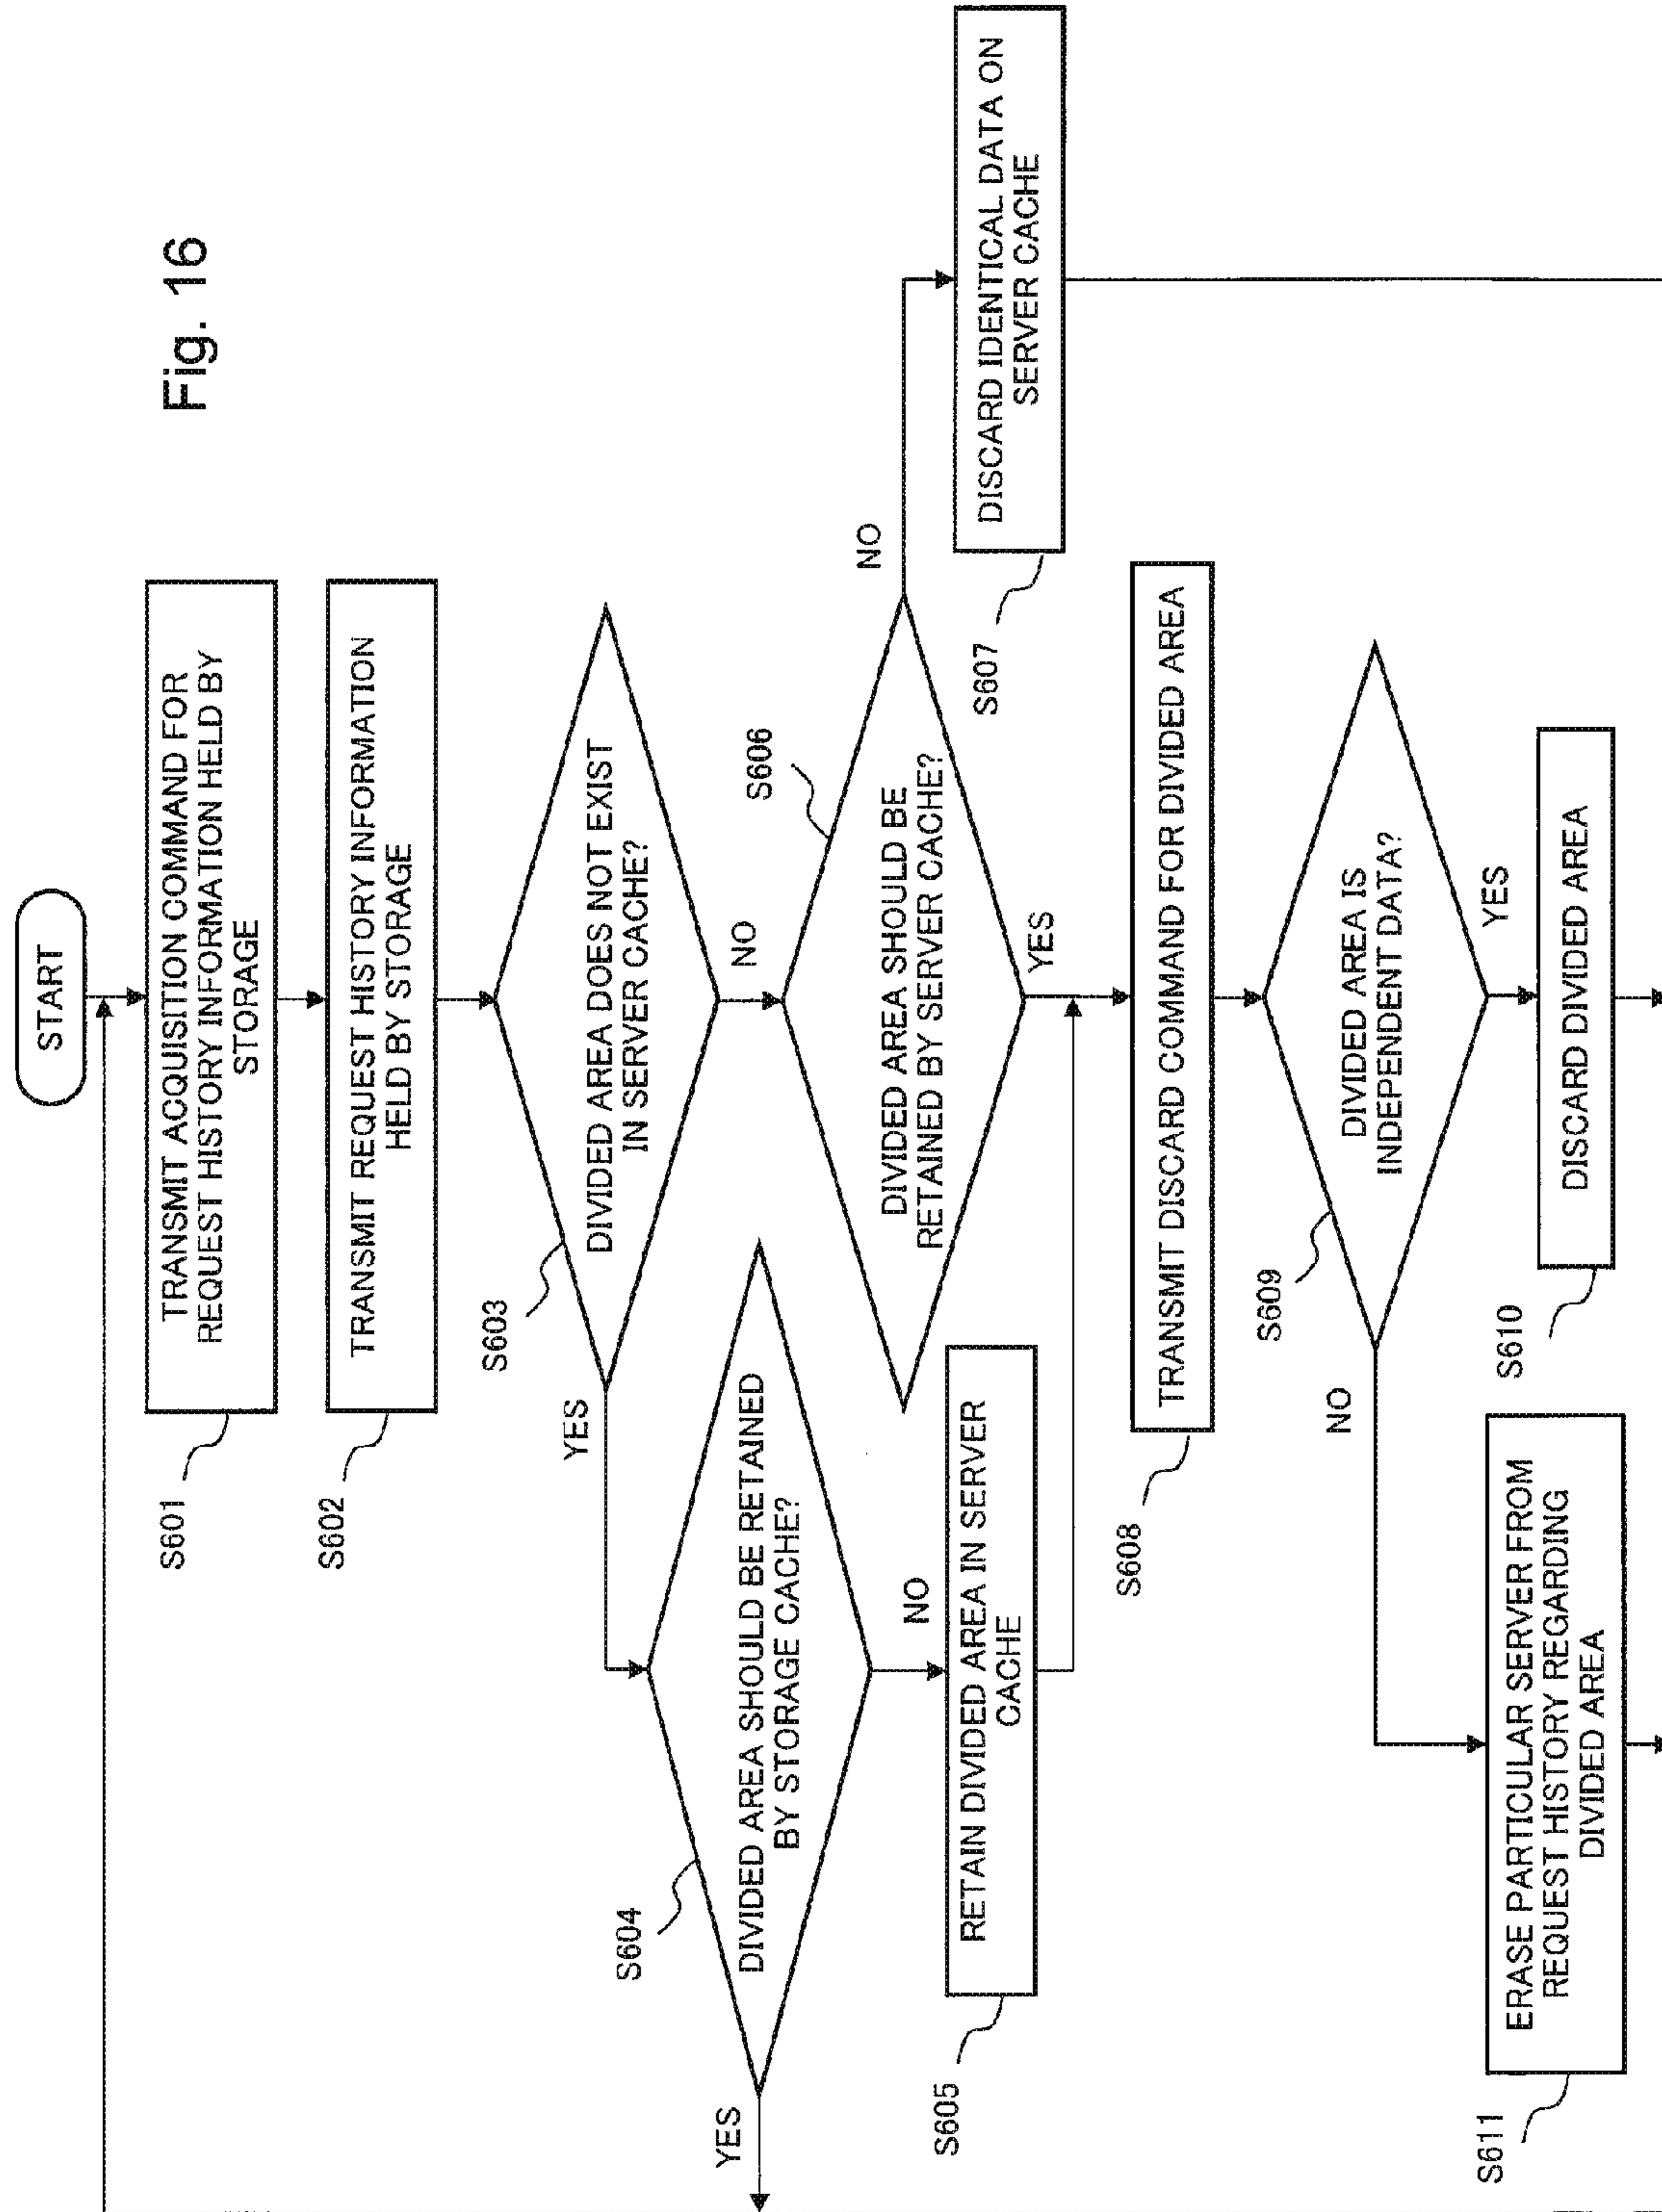 Fig. 16
START
S601
TRANSMIT ACQUISITION COMMAND FOR
REQUEST HISTORY INFORMATION HELD BY
STORAGE
S602
TRANSMIT REQUEST HISTORY INFORMATION
HELD BY STORAGE
S603
DIVIDED AREA DOES NOT EXIST
IN SERVER CACHE?
YES
NO
S604
DIVIDED AREA SHOULD BE RETAINED
BY STORAGE CACHE?
YES
NO
S605
RETAIN DIVIDED AREA IN SERVER
CACHE
S606
DIVIDED AREA SHOULD BE
RETAINED BY SERVER CACHE?
NO
YES
S607
DISCARD IDENTICAL DATA ON
SERVER CACHE
S608
TRANSMIT DISCARD COMMAND FOR DIVIDED AREA
S609
DIVIDED AREA IS
INDEPENDENT DATA?
NO
YES
S610
DISCARD DIVIDED AREA
S611
ERASE PARTICULAR SERVER FROM
REQUEST HISTORY REGARDING
DIVIDED AREA